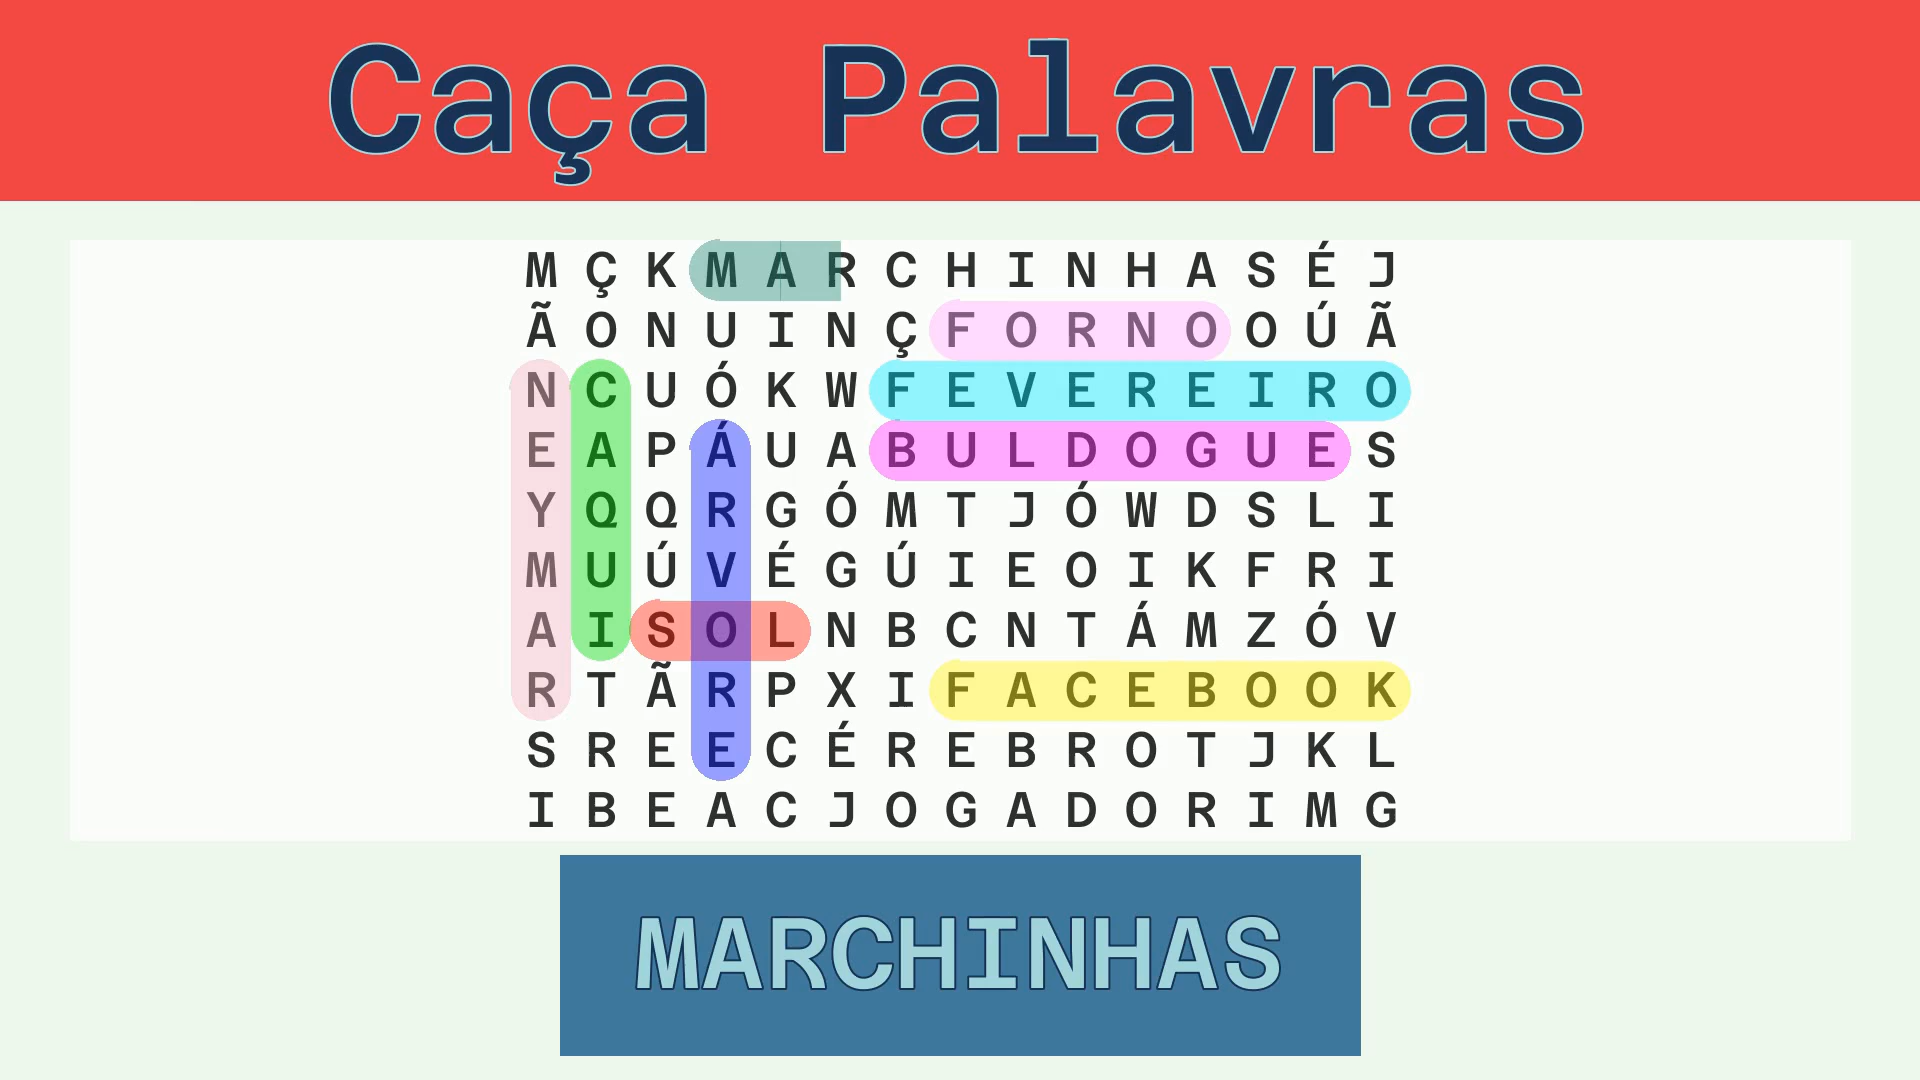 Caça Palavras
M Ç K M A R C H I N H A S É J
Ã O N U I N Ç F O R N O O Ú Ã
N C U Ó K W F E V E R E I R O
E A P Á U A B U L D O G U E S
Y Q Q R G Ó M T J Ó W D S L I
M U Ú V É G Ú I E O I K F R I
A I S O L N B C N T Á M Z Ó V
R T Ã R P X I F A C E B O O K
S R E E C É R E B R O T J K L
I B E A C J O G A D O R I M G
MARCHINHAS